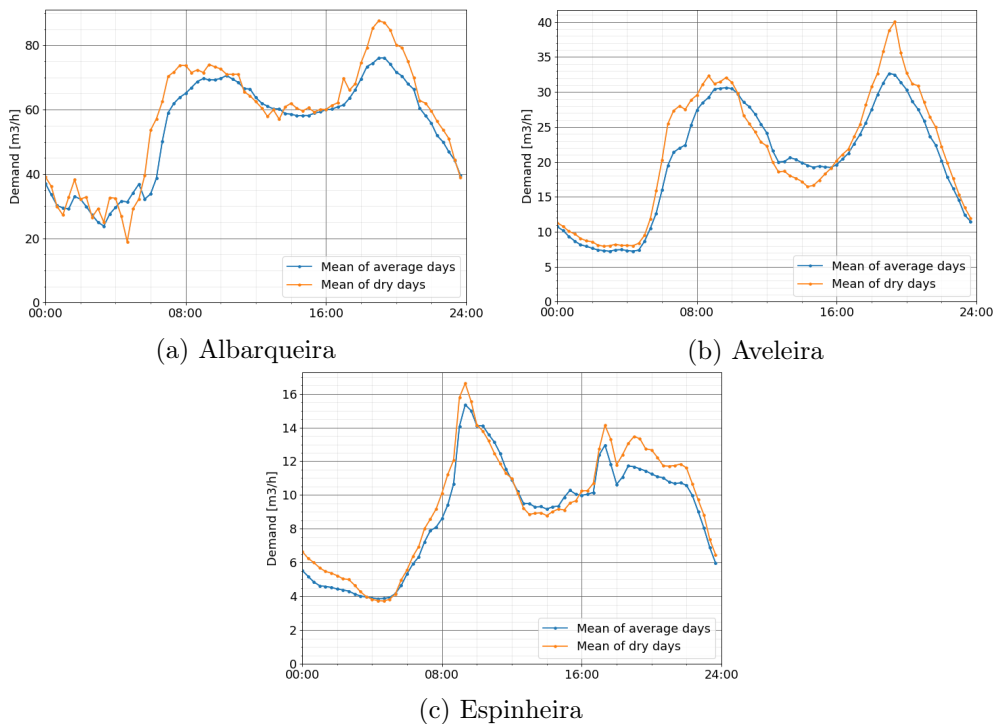 Demand [m3/h]
80
60
40
20
0
00:00 08:00 16:00 24:00
Mean of average days
Mean of dry days
(a) Albarqueira
Demand [m3/h]
40
35
30
25
20
15
10
5
0
00:00 08:00 16:00 24:00
Mean of average days
Mean of dry days
(b) Aveleira
Demand [m3/h]
16
14
12
10
8
6
4
2
0
00:00 08:00 16:00 24:00
Mean of average days
Mean of dry days
(c) Espinheira